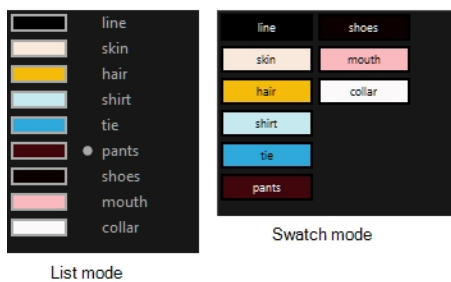 line
skin
hair
shirt
tie
pants
shoes
mouth
collar
List mode
line shoes
skin mouth
hair collar
shirt
tie
pants
Swatch mode